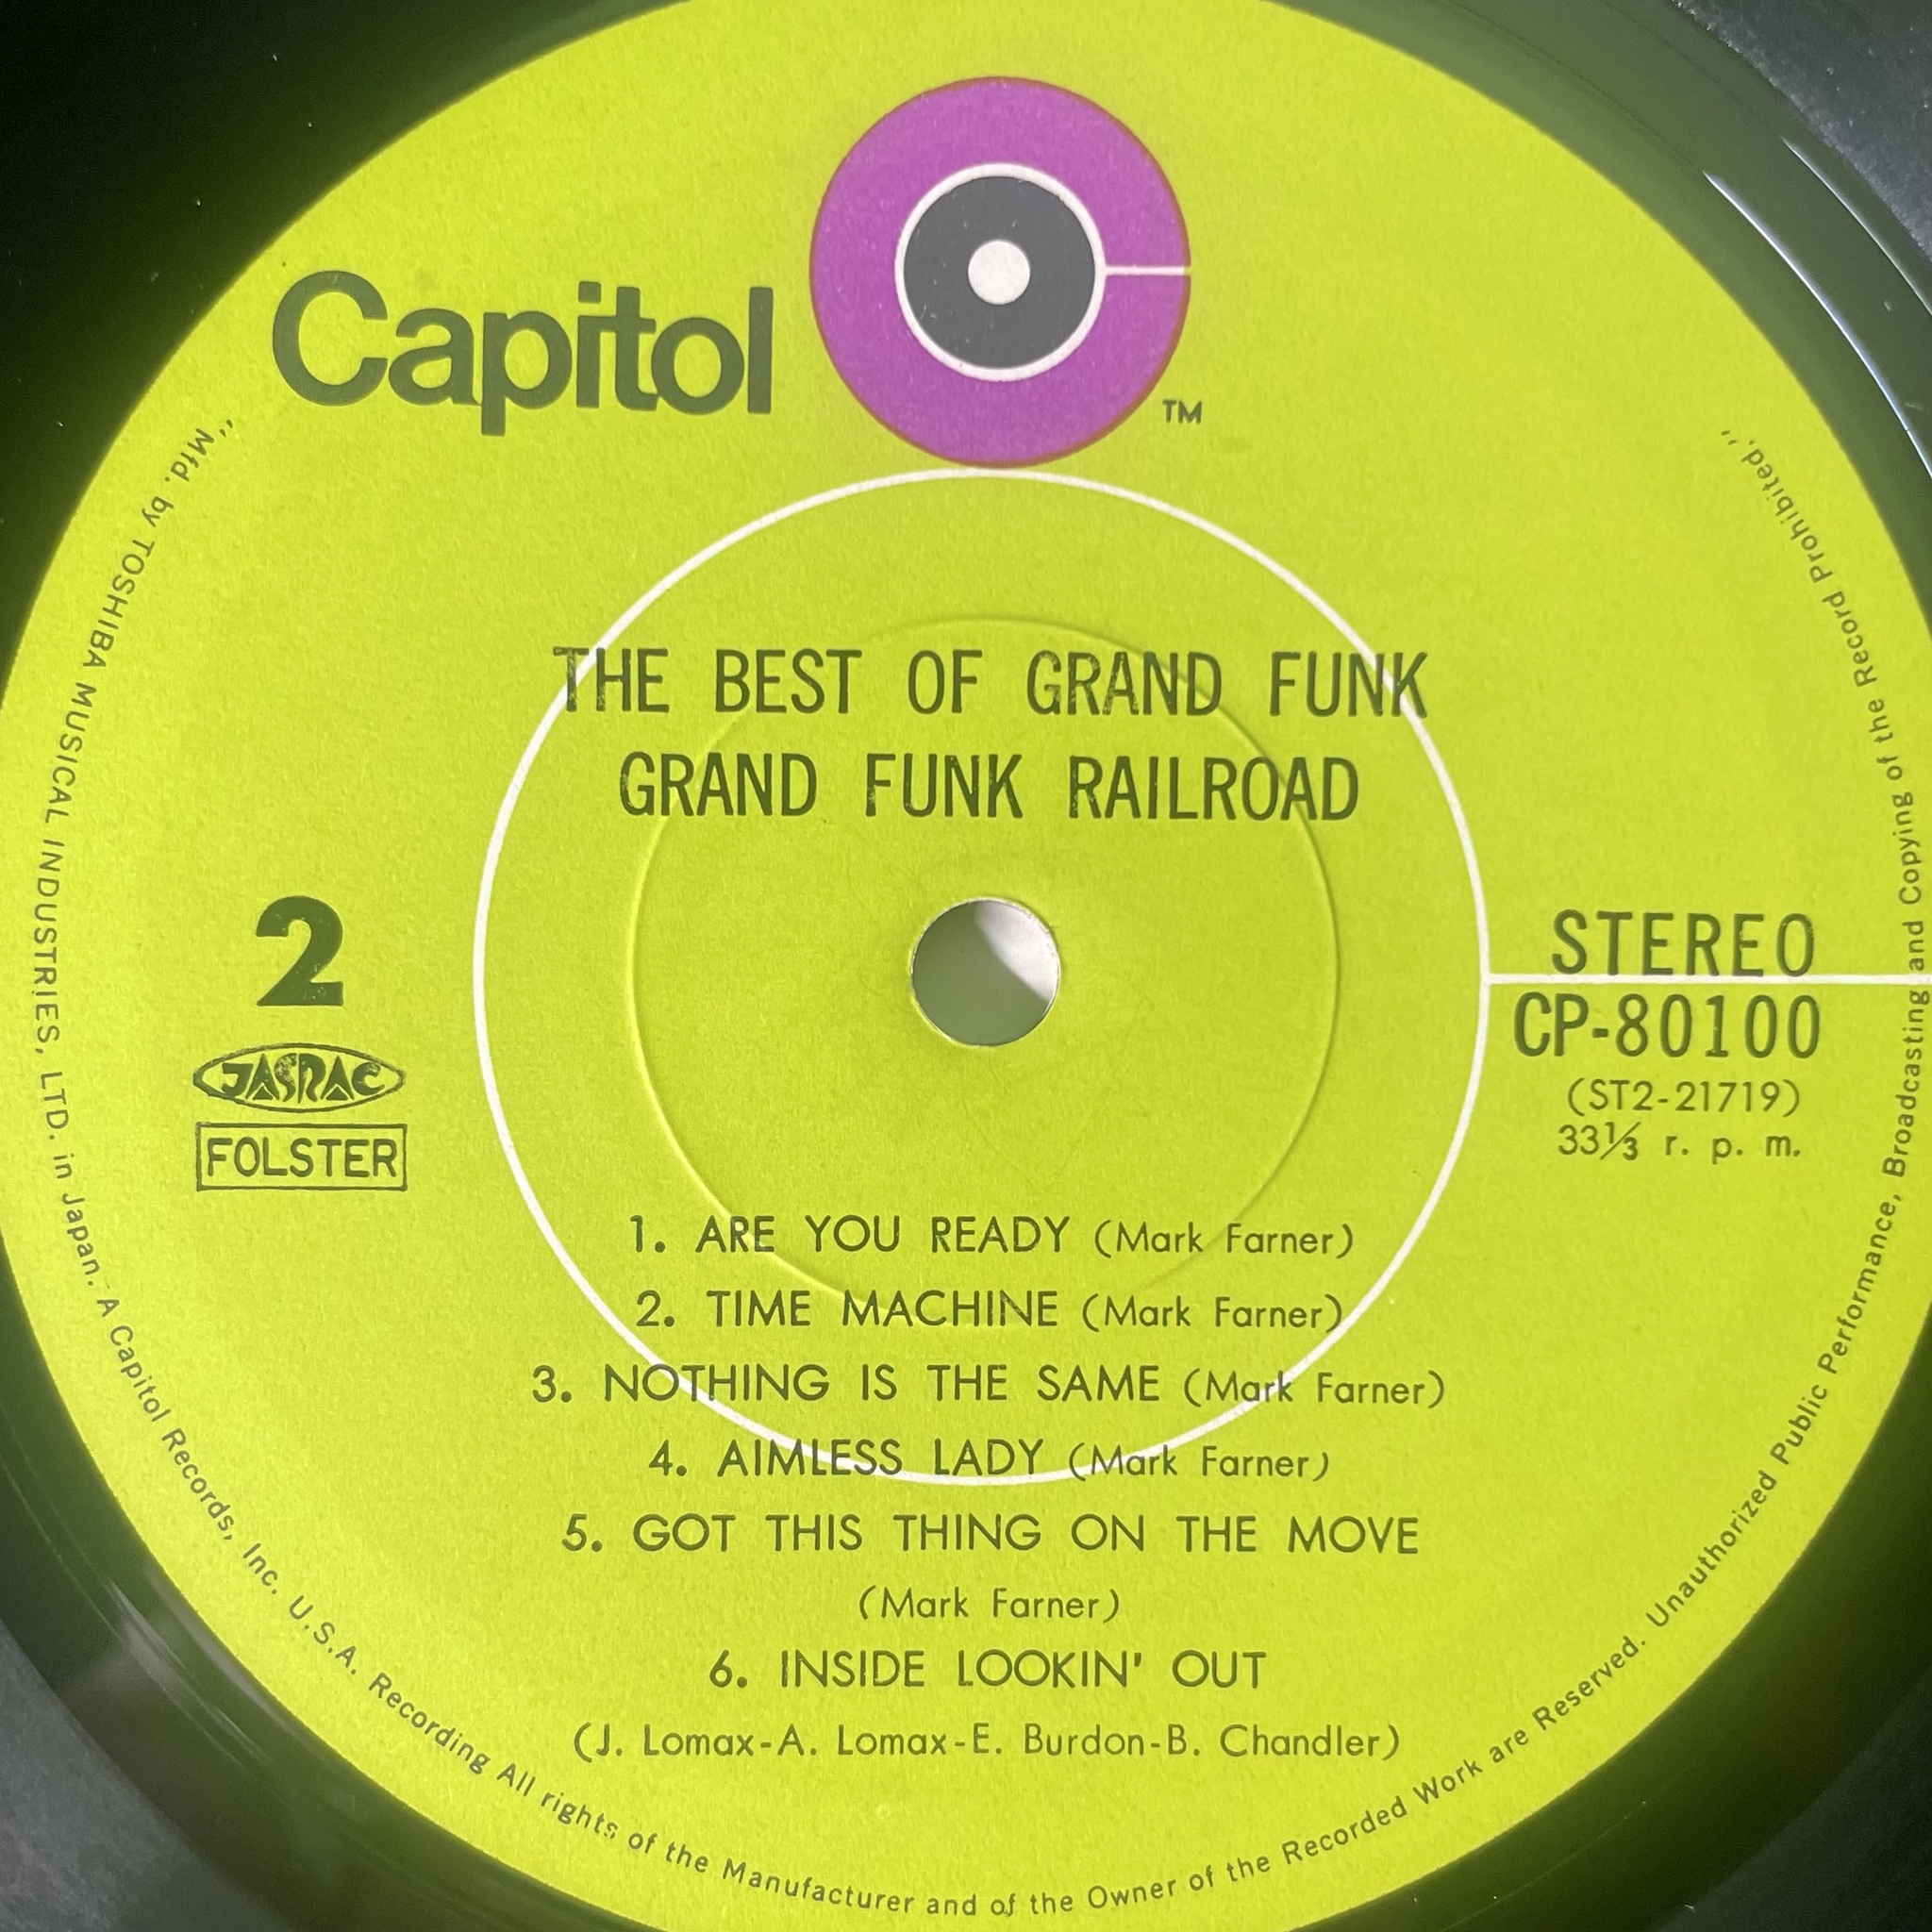 Capitol
TM
THE BEST OF GRAND FUNK
GRAND FUNK RAILROAD
2
JASRAC
FOLSTER
STEREO
CP-80100
(ST2-21719)
33⅓ r. p. m.
1. ARE YOU READY (Mark Farner)
2. TIME MACHINE (Mark Farner)
3. NOTHING IS THE SAME (Mark Farner)
4. AIMLESS LADY (Mark Farner)
5. GOT THIS THING ON THE MOVE
(Mark Farner)
6. INSIDE LOOKIN' OUT
(J. Lomax-A. Lomax-E. Burdon-B. Chandler)
"Mfd. by TOSHIBA MUSICAL INDUSTRIES, LTD. in Japan. A Capitol Records, Inc. U.S.A. Recording All rights of the Manufacturer and of the Owner of the Recorded Work are Reserved. Unauthorized Public Performance, Broadcasting and Copying of the Record Prohibited."